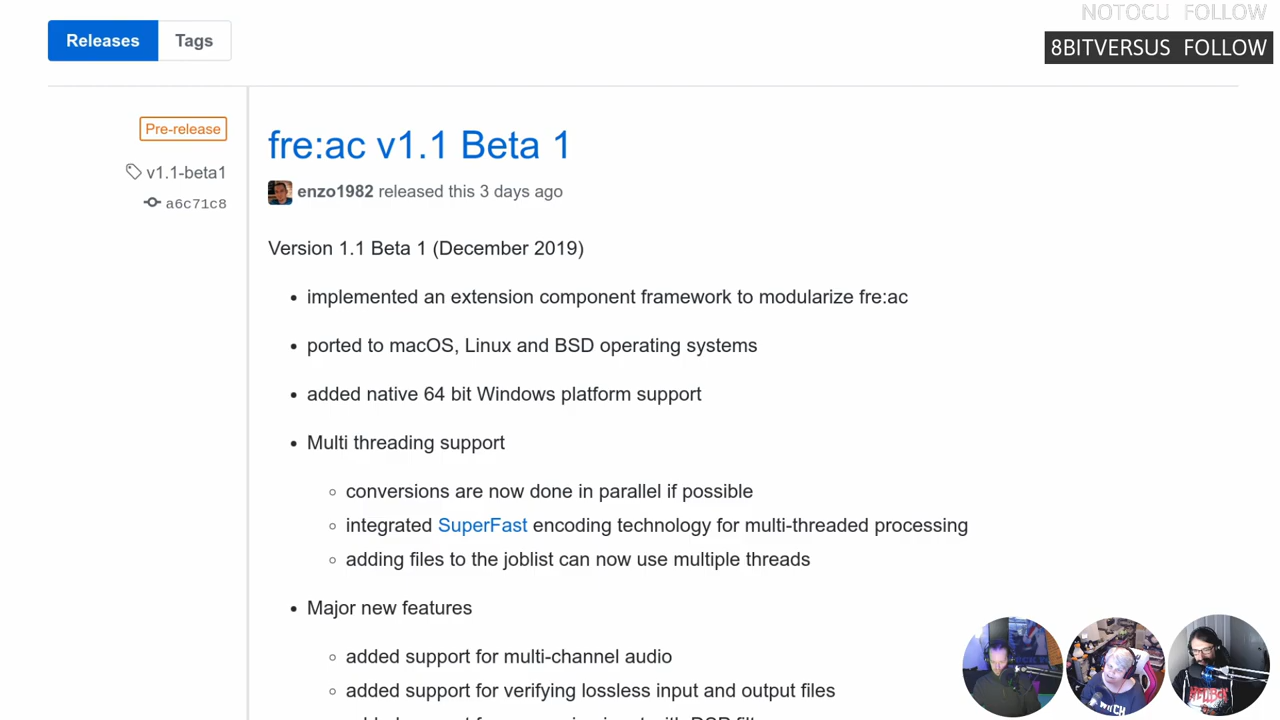 NOTOCU FOLLOW
8BITVERSUS FOLLOW
Releases Tags
Pre-release
v1.1-beta1
a6c71c8
fre:ac v1.1 Beta 1
enzo1982 released this 3 days ago
Version 1.1 Beta 1 (December 2019)
implemented an extension component framework to modularize fre:ac
ported to macOS, Linux and BSD operating systems
added native 64 bit Windows platform support
Multi threading support
conversions are now done in parallel if possible
integrated SuperFast encoding technology for multi-threaded processing
adding files to the joblist can now use multiple threads
Major new features
added support for multi-channel audio
added support for verifying lossless input and output files
WITCH